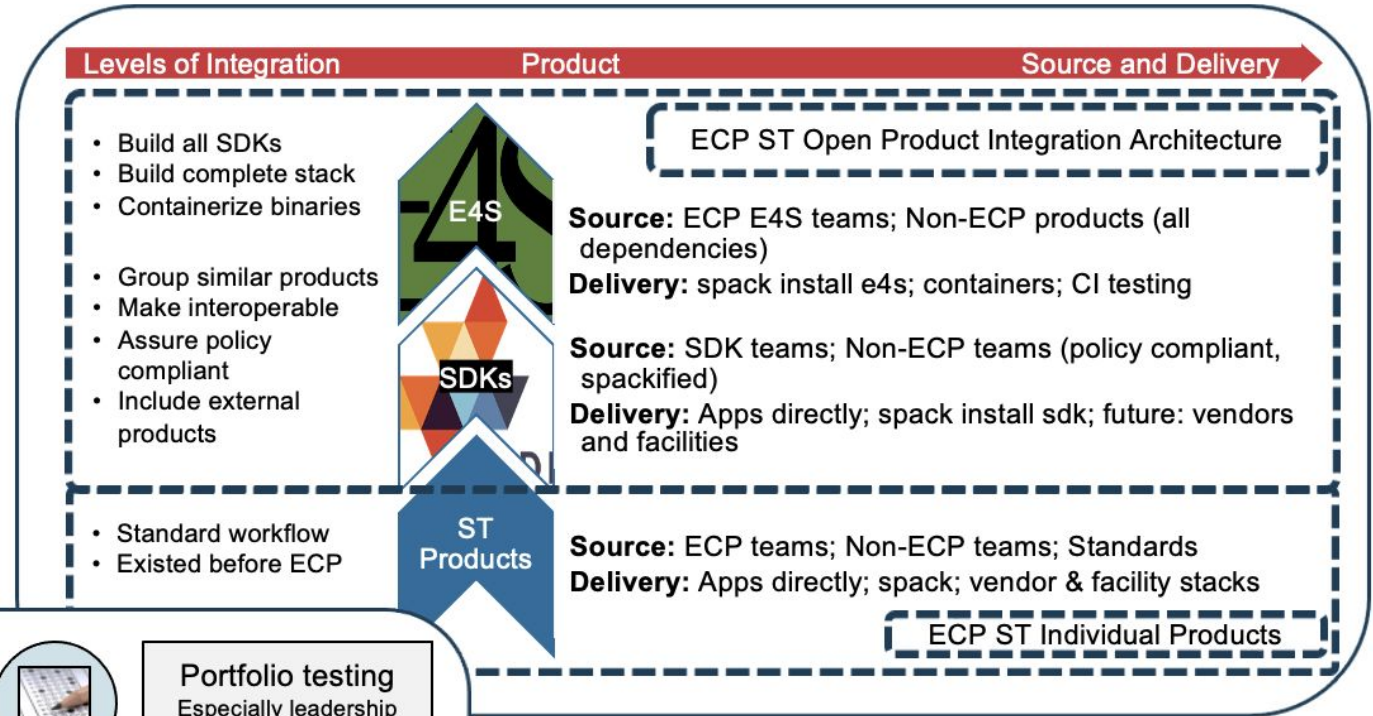 Levels of Integration Product Source and Delivery
ECP ST Open Product Integration Architecture
• Build all SDKs
• Build complete stack
• Containerize binaries
E4S
Source: ECP E4S teams; Non-ECP products (all
dependencies)
Delivery: spack install e4s; containers; CI testing
• Group similar products
• Make interoperable
• Assure policy
compliant
• Include external
products
SDKs
Source: SDK teams; Non-ECP teams (policy compliant,
spackified)
Delivery: Apps directly; spack install sdk; future: vendors
and facilities
• Standard workflow
• Existed before ECP
ST
Products
Source: ECP teams; Non-ECP teams; Standards
Delivery: Apps directly; spack; vendor & facility stacks
ECP ST Individual Products
Portfolio testing
Especially leadership